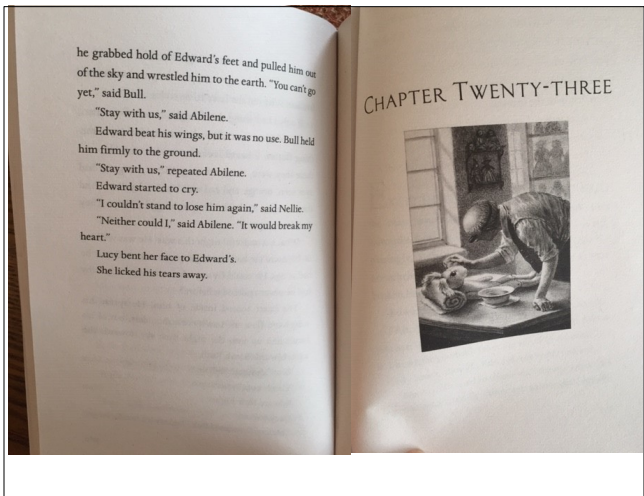 he grabbed hold of Edward's feet and pulled him out
of the sky and wrestled him to the earth. “You can't go
yet,” said Bull.
“Stay with us,” said Abilene.
Edward beat his wings, but it was no use. Bull held
him firmly to the ground.
“Stay with us,” repeated Abilene.
Edward started to cry.
“I couldn't stand to lose him again,” said Nellie.
“Neither could I,” said Abilene. “It would break my
heart.”
Lucy bent her face to Edward's.
She licked his tears away.
CHAPTER TWENTY-THREE